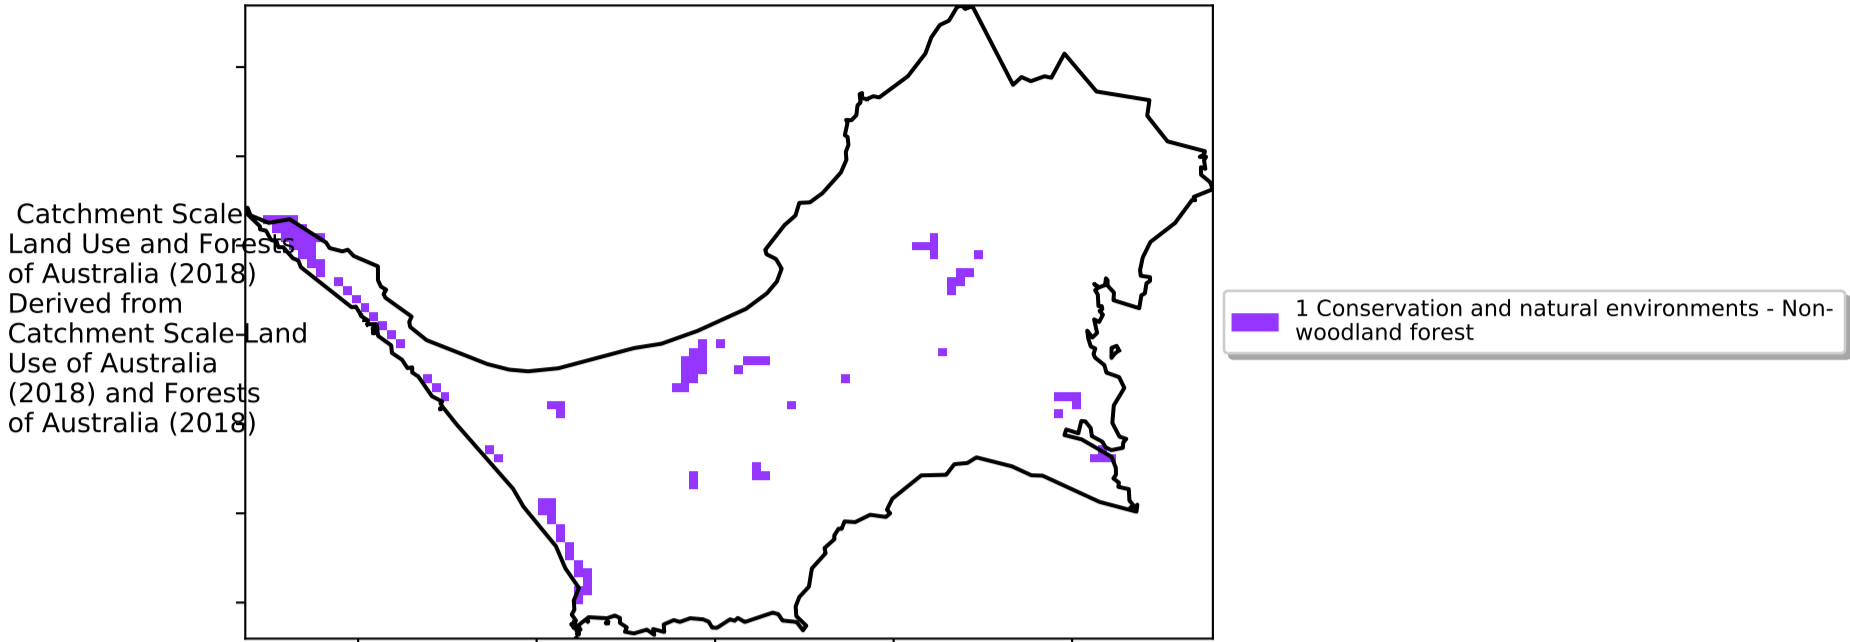 Catchment Scale
Land Use and Forests
of Australia (2018)
Derived from
Catchment Scale Land
Use of Australia
(2018) and Forests
of Australia (2018)
1 Conservation and natural environments - Non-
woodland forest